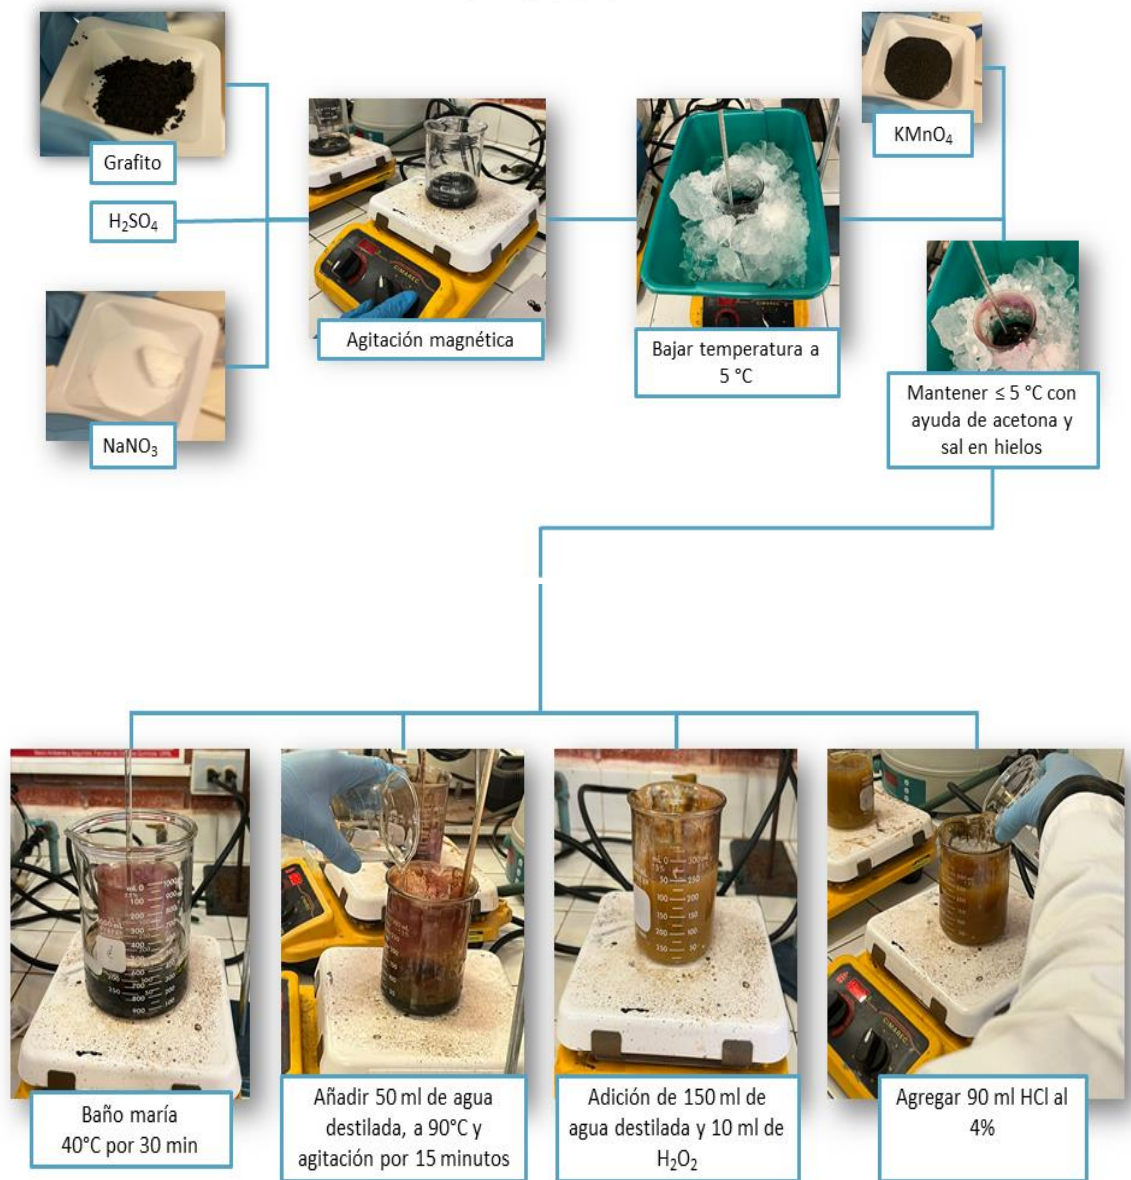 Grafito
H₂SO₄
NaNO₃
Agitación magnética
CIMAREC
Bajar temperatura a
5 °C
KMnO₄
Mantener ≤ 5 °C con
ayuda de acetona y
sal en hielos
Baño maría
40°C por 30 min
Añadir 50 ml de agua
destilada, a 90°C y
agitación por 15 minutos
Adición de 150 ml de
agua destilada y 10 ml de
H₂O₂
CIMAREC
Agregar 90 ml HCl al
4%